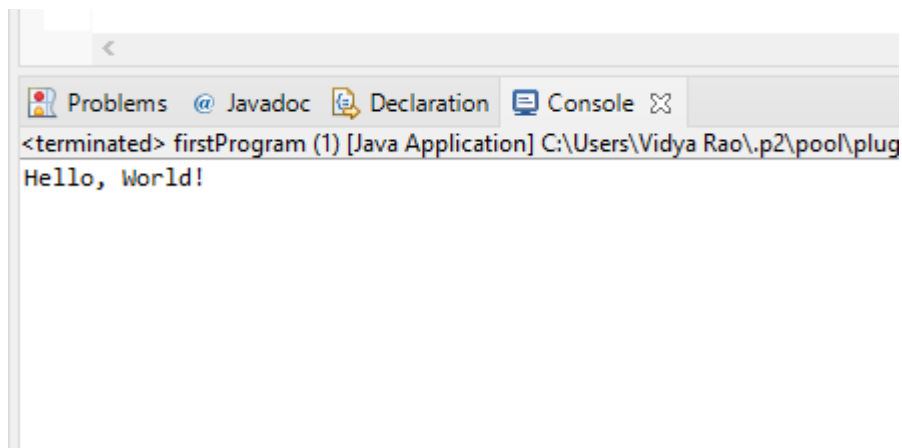 Problems @ Javadoc Declaration Console
<terminated> firstProgram (1) [Java Application] C:\Users\Vidya Rao\.p2\pool\plug
Hello, World!